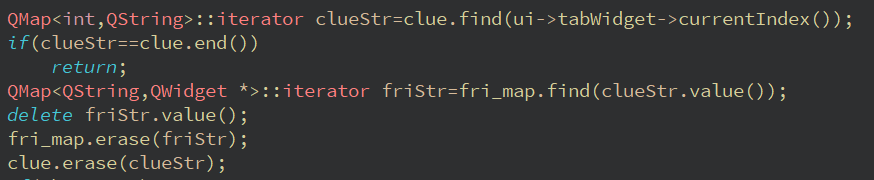 QMap<int,QString>::iterator clueStr=clue.find(ui->tabWidget->currentIndex());
if(clueStr==clue.end())
    return;
QMap<QString,QWidget *>::iterator friStr=fri_map.find(clueStr.value());
delete friStr.value();
fri_map.erase(friStr);
clue.erase(clueStr);